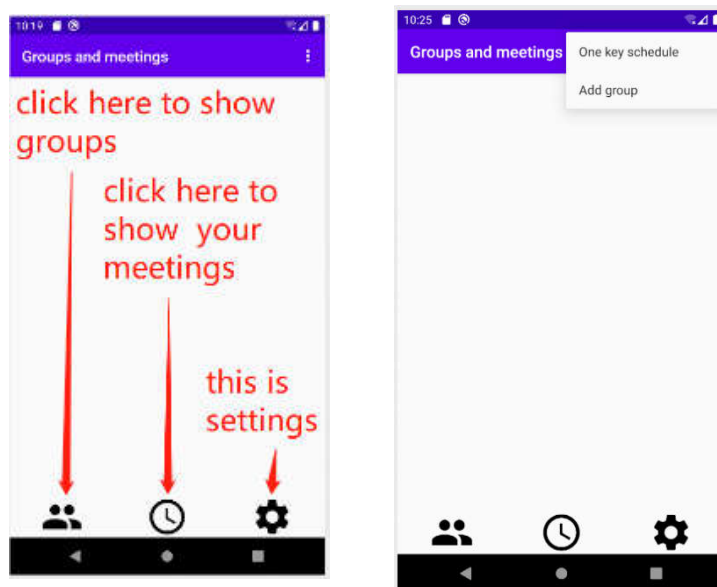 10:19
Groups and meetings
click here to show
groups
click here to
show your
meetings
this is
settings
10:25
Groups and meetings
One key schedule
Add group